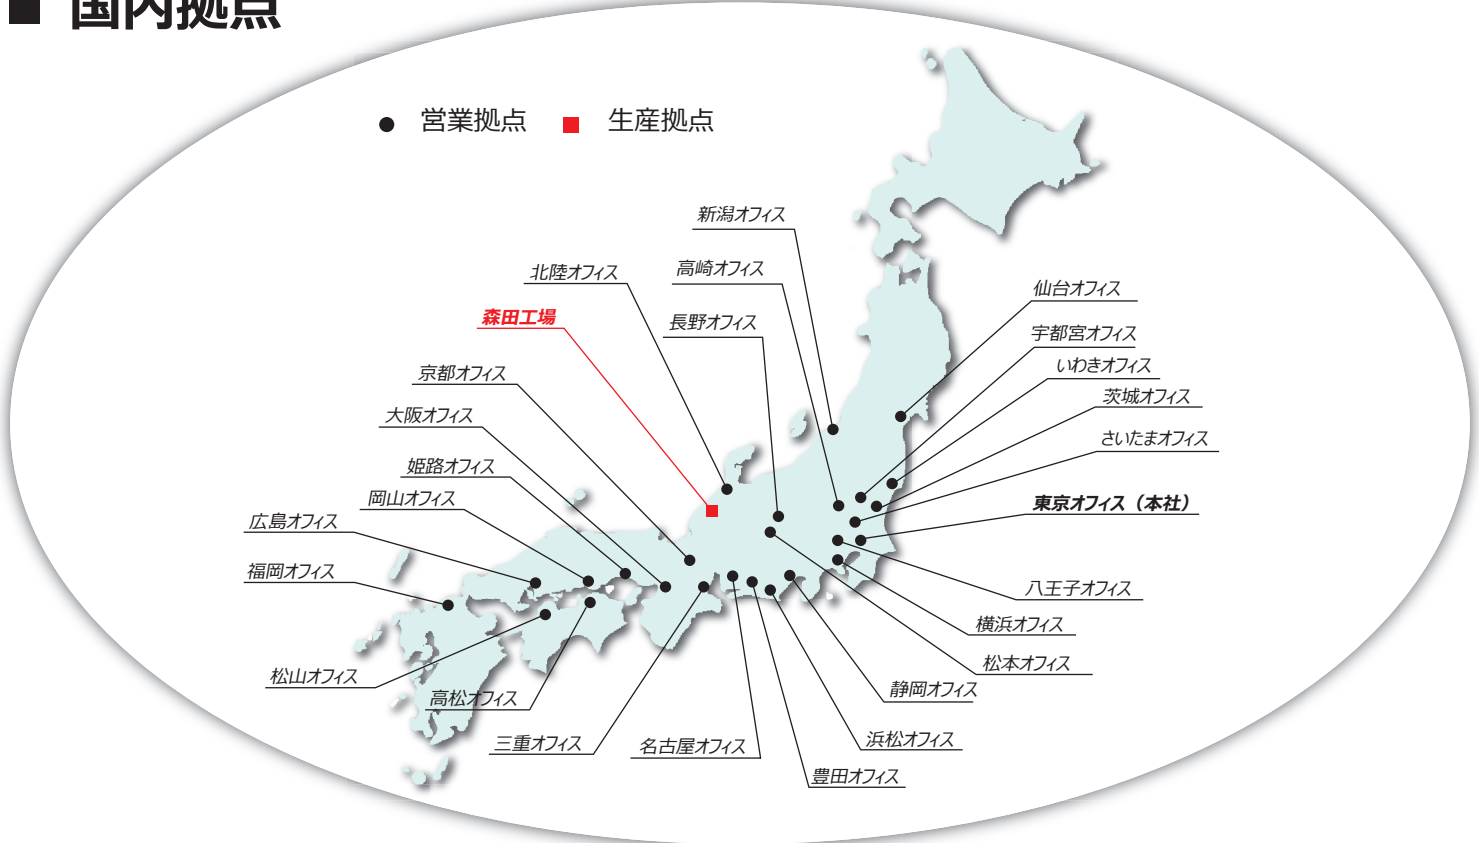 ■ 国内拠点
● 営業拠点 ■ 生産拠点
新潟オフィス
北陸オフィス
高崎オフィス
仙台オフィス
森田工場
長野オフィス
宇都宮オフィス
いわきオフィス
京都オフィス
茨城オフィス
大阪オフィス
さいたまオフィス
姫路オフィス
岡山オフィス
東京オフィス（本社）
広島オフィス
福岡オフィス
八王子オフィス
横浜オフィス
松本オフィス
松山オフィス
静岡オフィス
高松オフィス
三重オフィス
名古屋オフィス
浜松オフィス
豊田オフィス